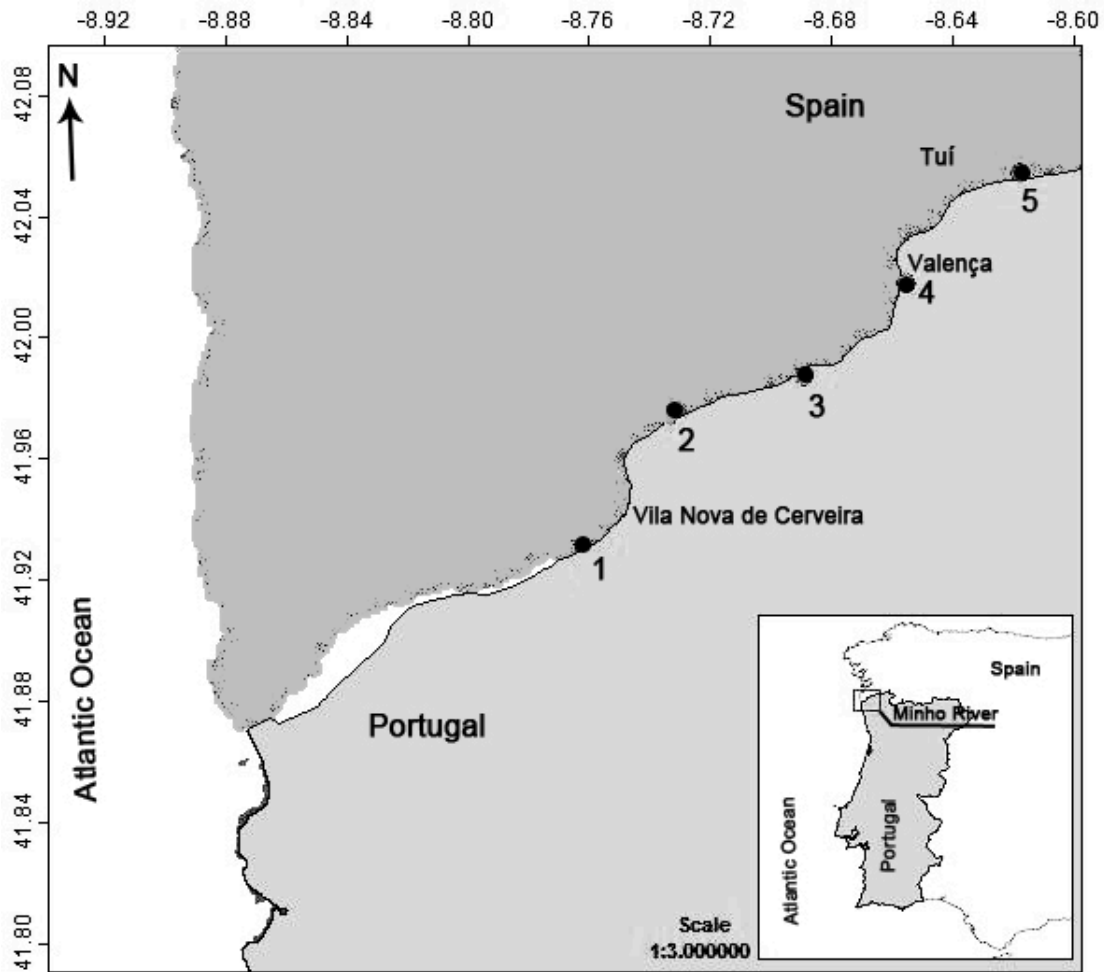 -8.92 -8.88 -8.84 -8.80 -8.76 -8.72 -8.68 -8.64 -8.60
42.08
N
Spain
Tuí
5
42.04
Valença
4
42.00
3
2
41.96
Vila Nova de Cerveira
1
41.92
Atlantic Ocean
41.88
Portugal
41.84
41.80
Scale
1:3.000000
Spain
Minho River
Portugal
Atlantic Ocean